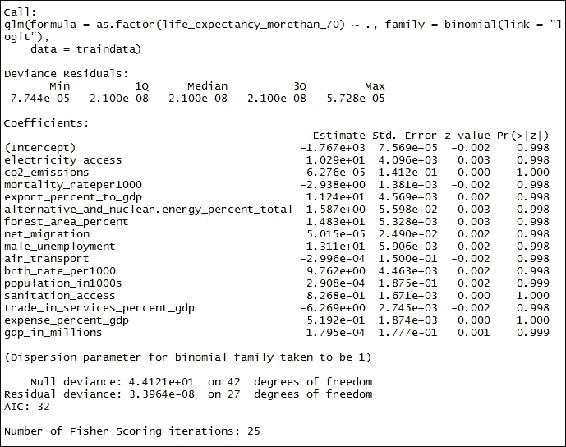 Call:
glm(formula = as.factor(life_expectancy_morethan_70) ~ ., family = binomial(link = "l
ogit"),
data = traindata)
Deviance Residuals:
Min 1Q Median 3Q Max
-7.744e-05 2.100e-08 2.100e-08 2.100e-08 5.728e-05
Coefficients:
Estimate Std. Error z value Pr(>|z|)
(Intercept) -1.767e+03 7.569e+05 -0.002 0.998
electricity_access 1.029e+01 4.096e+03 0.003 0.998
co2_emissions 6.276e-05 1.412e-01 0.000 1.000
mortality_rateper1000 -2.938e+00 1.381e+03 -0.002 0.998
export_percent_to_gdp 1.124e+01 4.569e+03 0.002 0.998
alternative_and_nuclear.energy_percent_total 1.587e+00 5.598e+02 0.003 0.998
forest_area_percent 1.483e+01 5.328e+03 0.003 0.998
net_migration 5.015e-05 2.490e-02 0.002 0.998
male_unemployment 1.311e+01 5.906e+03 0.002 0.998
air_transport -2.996e-04 1.500e-01 -0.002 0.998
brth_rate_per1000 9.762e+00 4.463e+03 0.002 0.998
population_in1000s 2.908e-04 1.875e-01 0.002 0.999
sanitation_access 8.268e-01 1.671e+03 0.000 1.000
trade_in_services_percent_gdp -6.269e+00 2.745e+03 -0.002 0.998
expense_percent_gdp 5.192e-01 1.874e+03 0.000 1.000
gdp_in_millions 1.795e-04 1.777e-01 0.001 0.999
(Dispersion parameter for binomial family taken to be 1)
Null deviance: 4.4121e+01 on 42 degrees of freedom
Residual deviance: 3.3964e-08 on 27 degrees of freedom
AIC: 32
Number of Fisher Scoring iterations: 25